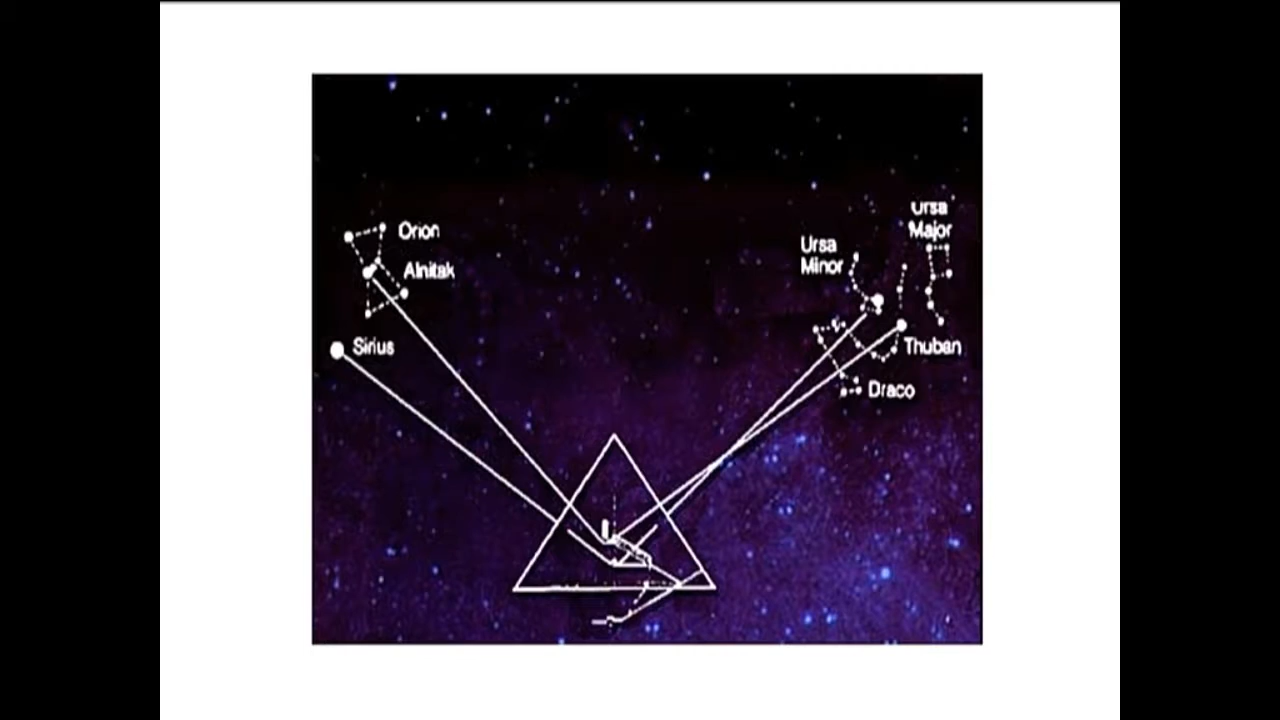 Orion
Alnitak
Sirius
Ursa
Minor
Ursa
Major
Thuban
Draco